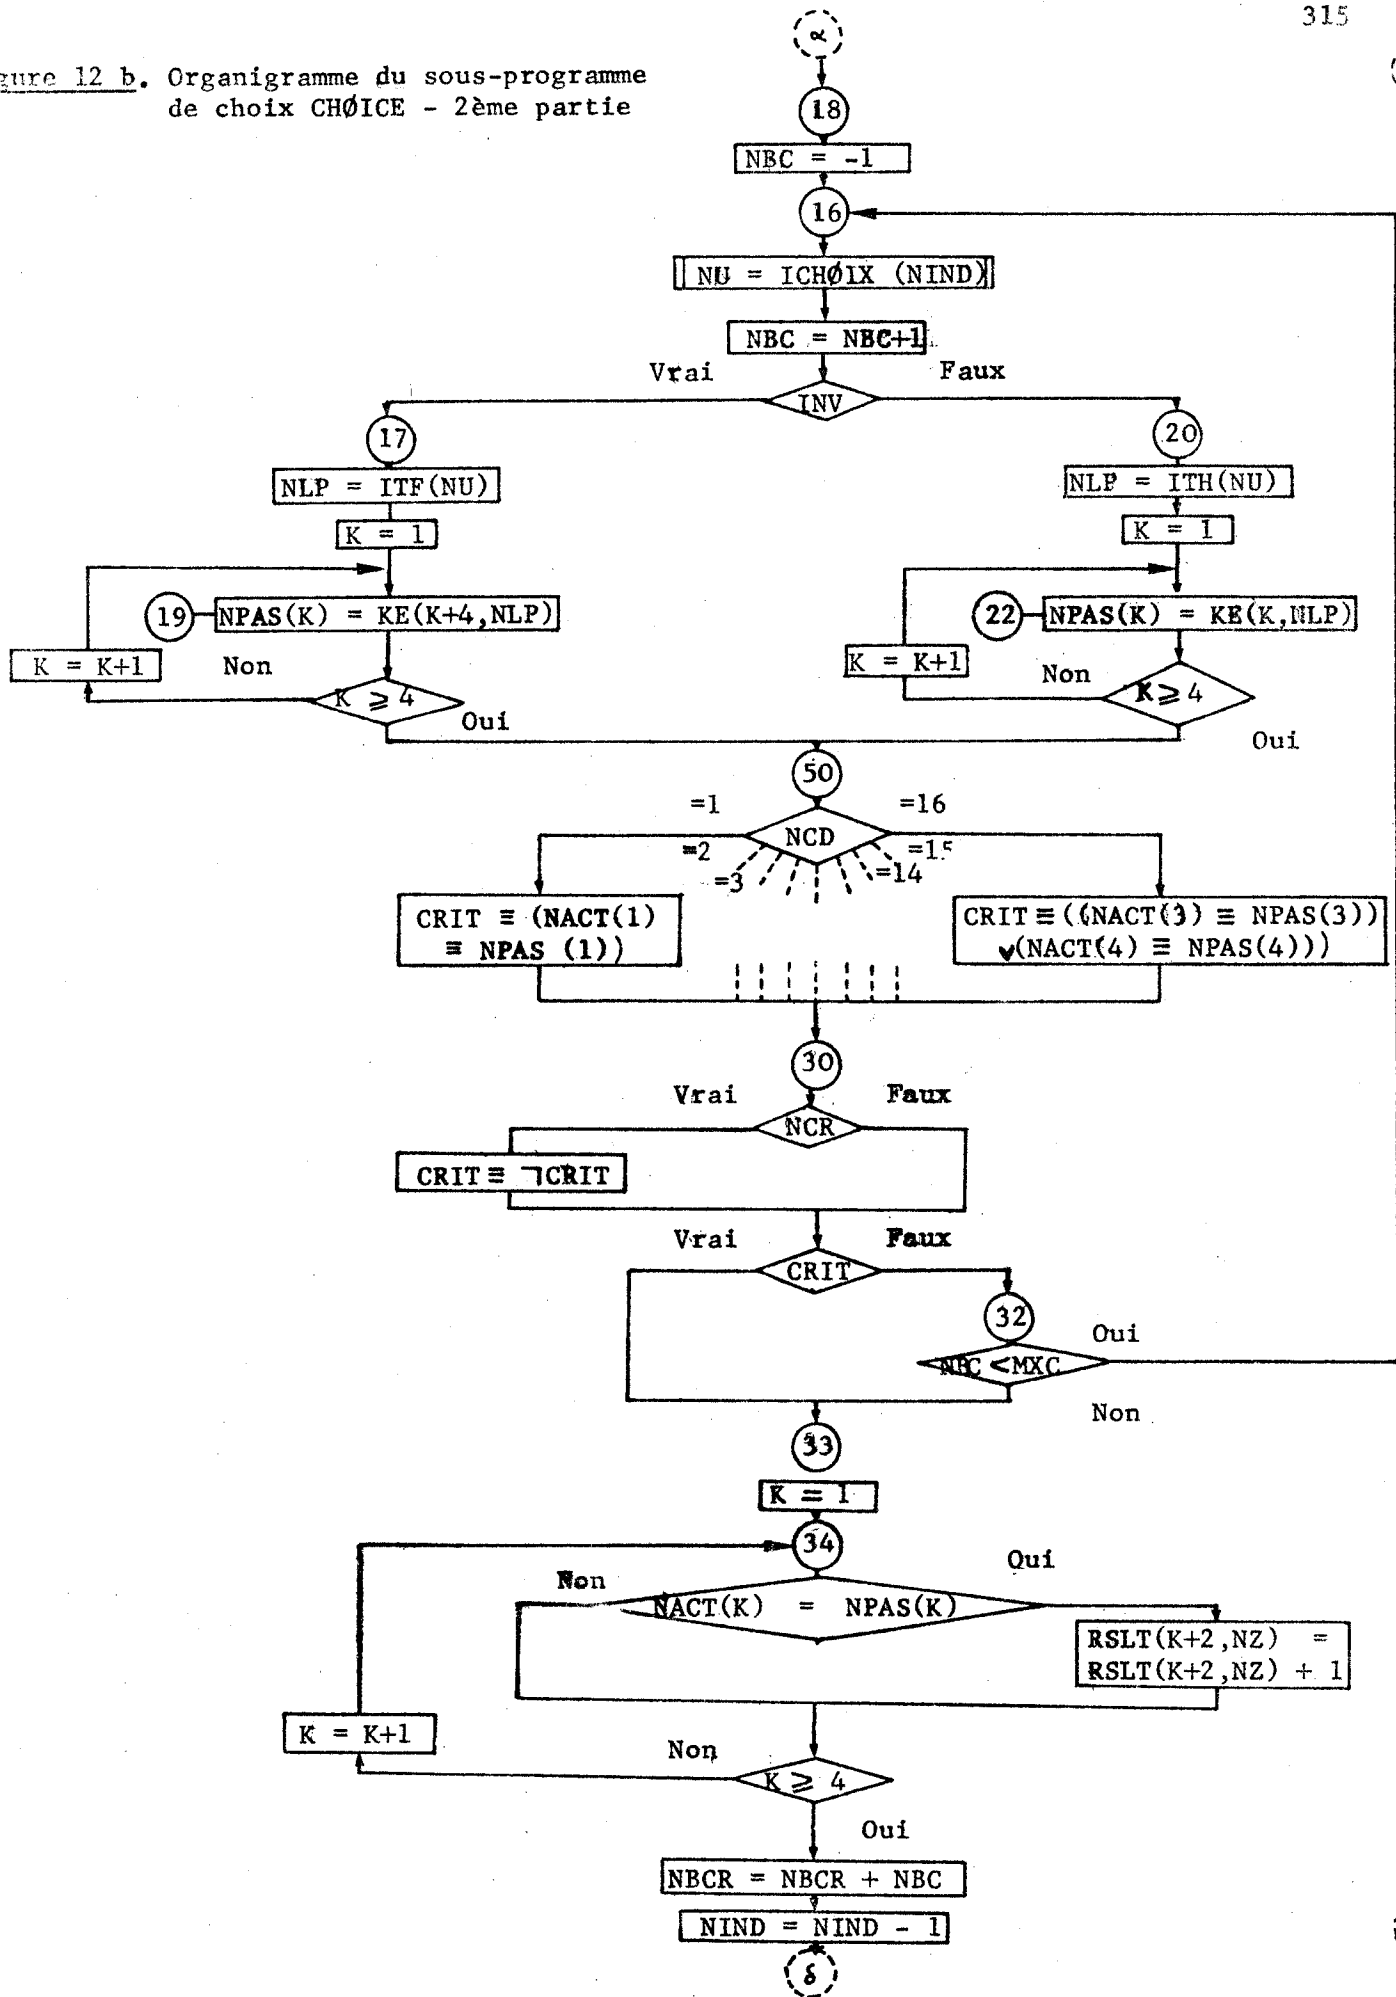 315
gure 12 b. Organigramme du sous-programme
de choix CHØICE - 2ème partie
18
NBC = -1
16
NU = ICHØIX (NIND)
NBC = NBC+1
Vrai
Faux
INV
17
20
NLP = ITF(NU)
NLP = ITH(NU)
K = 1
K = 1
19
NPAS(K) = KE(K+4,NLP)
22
NPAS(K) = KE(K,NLP)
K = K+1
Non
K = K+1
Non
K ⩾ 4
K ⩾ 4
Oui
Oui
50
=1
=16
NCD
=2
=15
=3
=14
CRIT ≡ (NACT(1)
≡ NPAS (1))
CRIT ≡ ((NACT(3) ≡ NPAS(3))
v(NACT(4) ≡ NPAS(4)))
30
Vrai
Faux
NCR
CRIT ≡ ¬CRIT
Vrai
Faux
CRIT
32
Oui
NBC <MXC
Non
33
K = 1
34
Non
Oui
NACT(K) = NPAS(K)
RSLT(K+2,NZ) =
RSLT(K+2,NZ) + 1
K = K+1
Non
K ⩾ 4
Oui
NBCR = NBCR + NBC
NIND = NIND - 1
δ